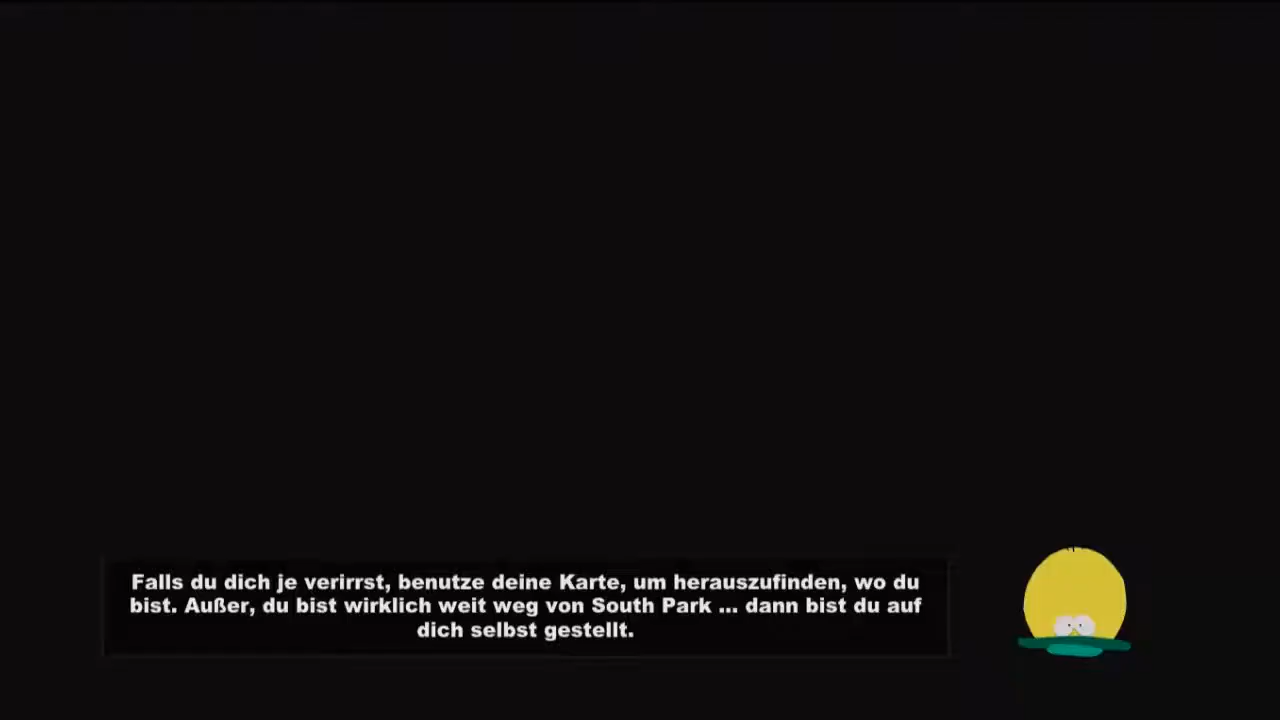 Falls du dich je verirrst, benutze deine Karte, um herauszufinden, wo du
bist. Außer, du bist wirklich weit weg von South Park ... dann bist du auf
dich selbst gestellt.